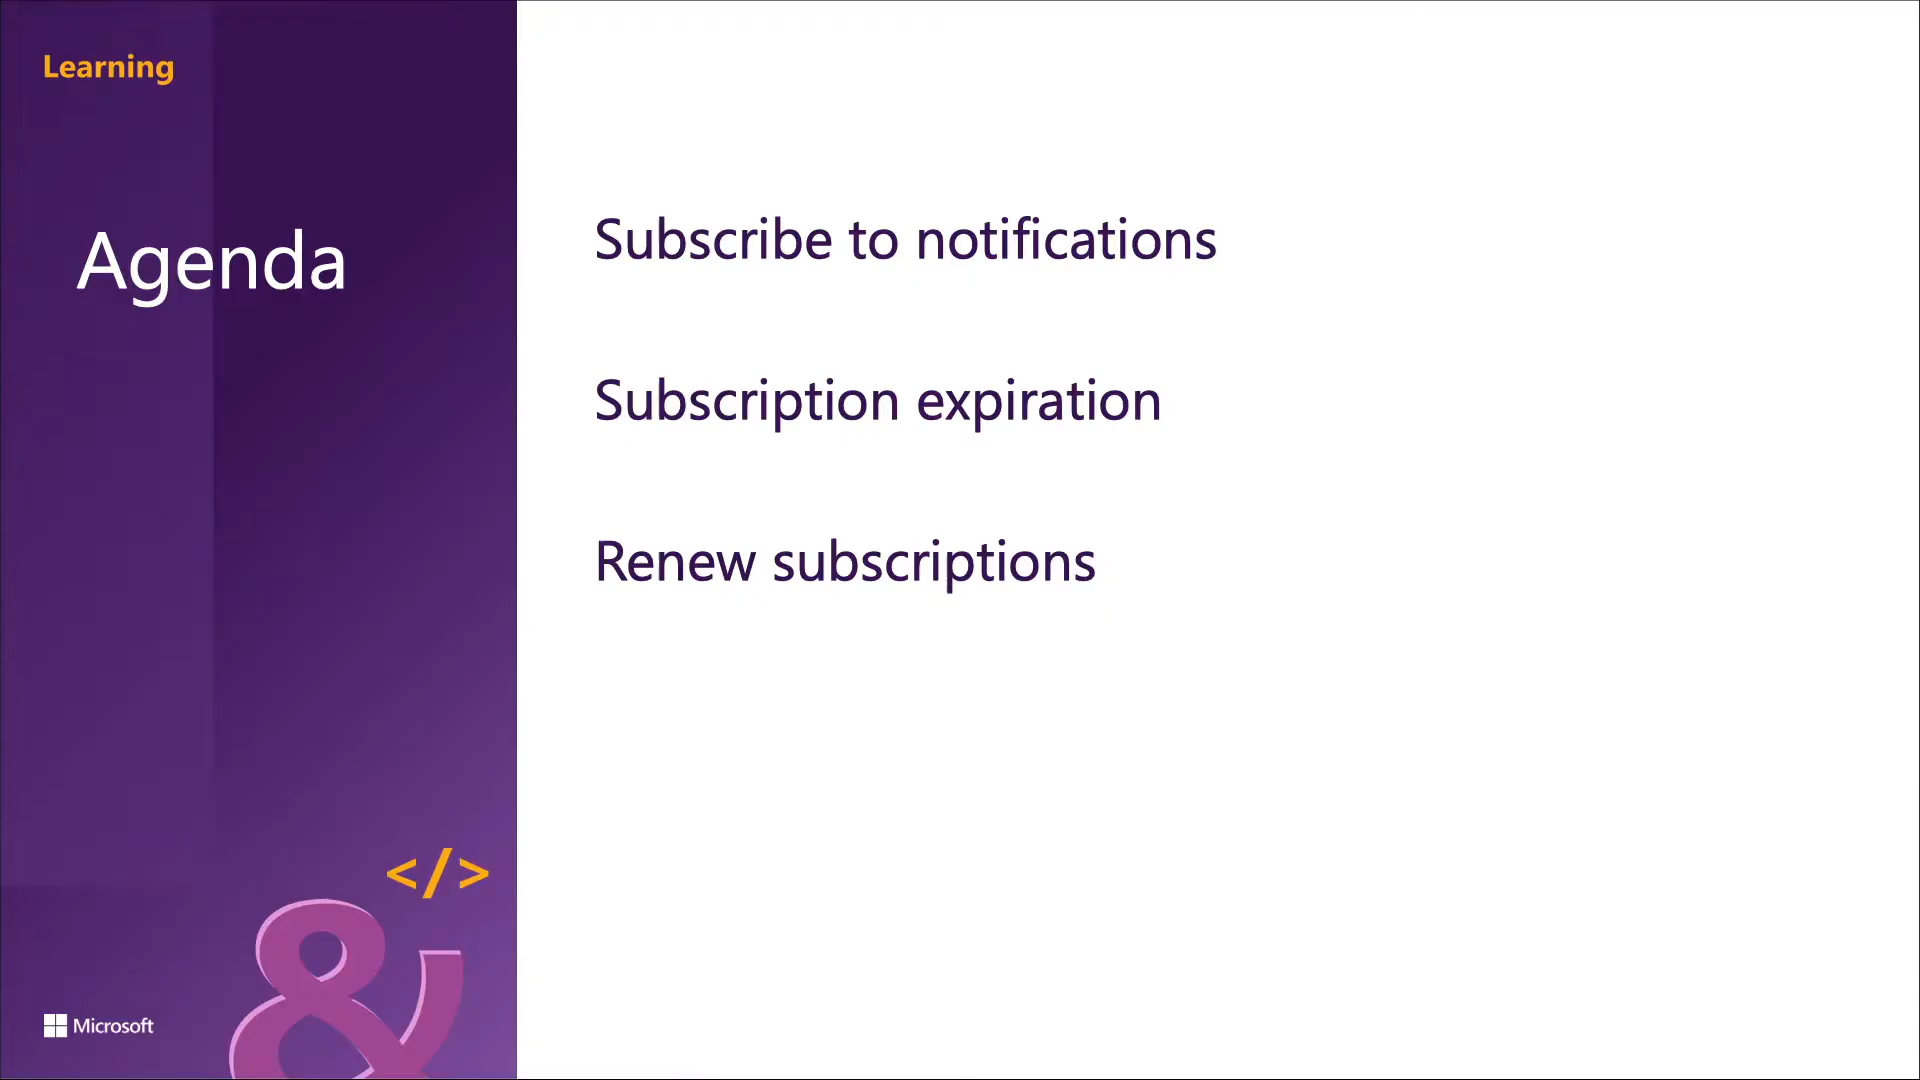 Learning
Agenda
Subscribe to notifications
Subscription expiration
Renew subscriptions
</>
&
Microsoft